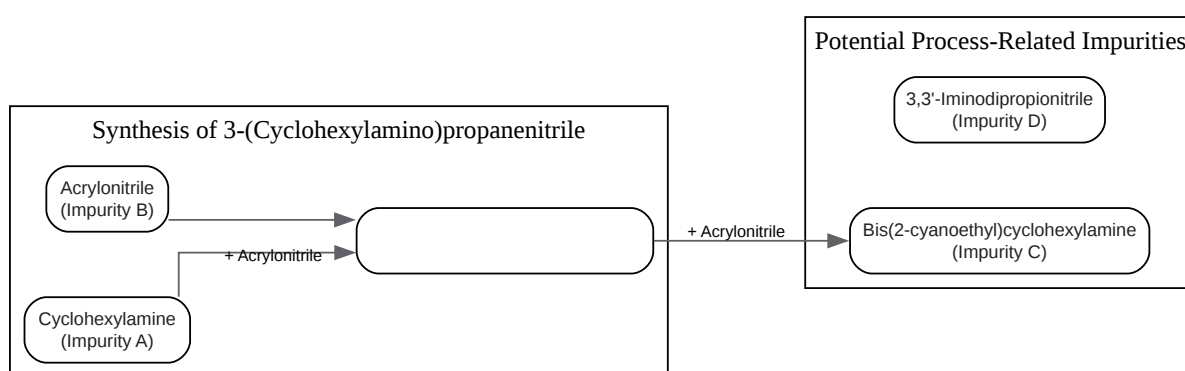 Potential Process-Related Impurities
3,3'-Iminodipropionitrile
(Impurity D)
Synthesis of 3-(Cyclohexylamino)propanenitrile
Acrylonitrile
(Impurity B)
+ Acrylonitrile
Cyclohexylamine
(Impurity A)
+ Acrylonitrile
Bis(2-cyanoethyl)cyclohexylamine
(Impurity C)